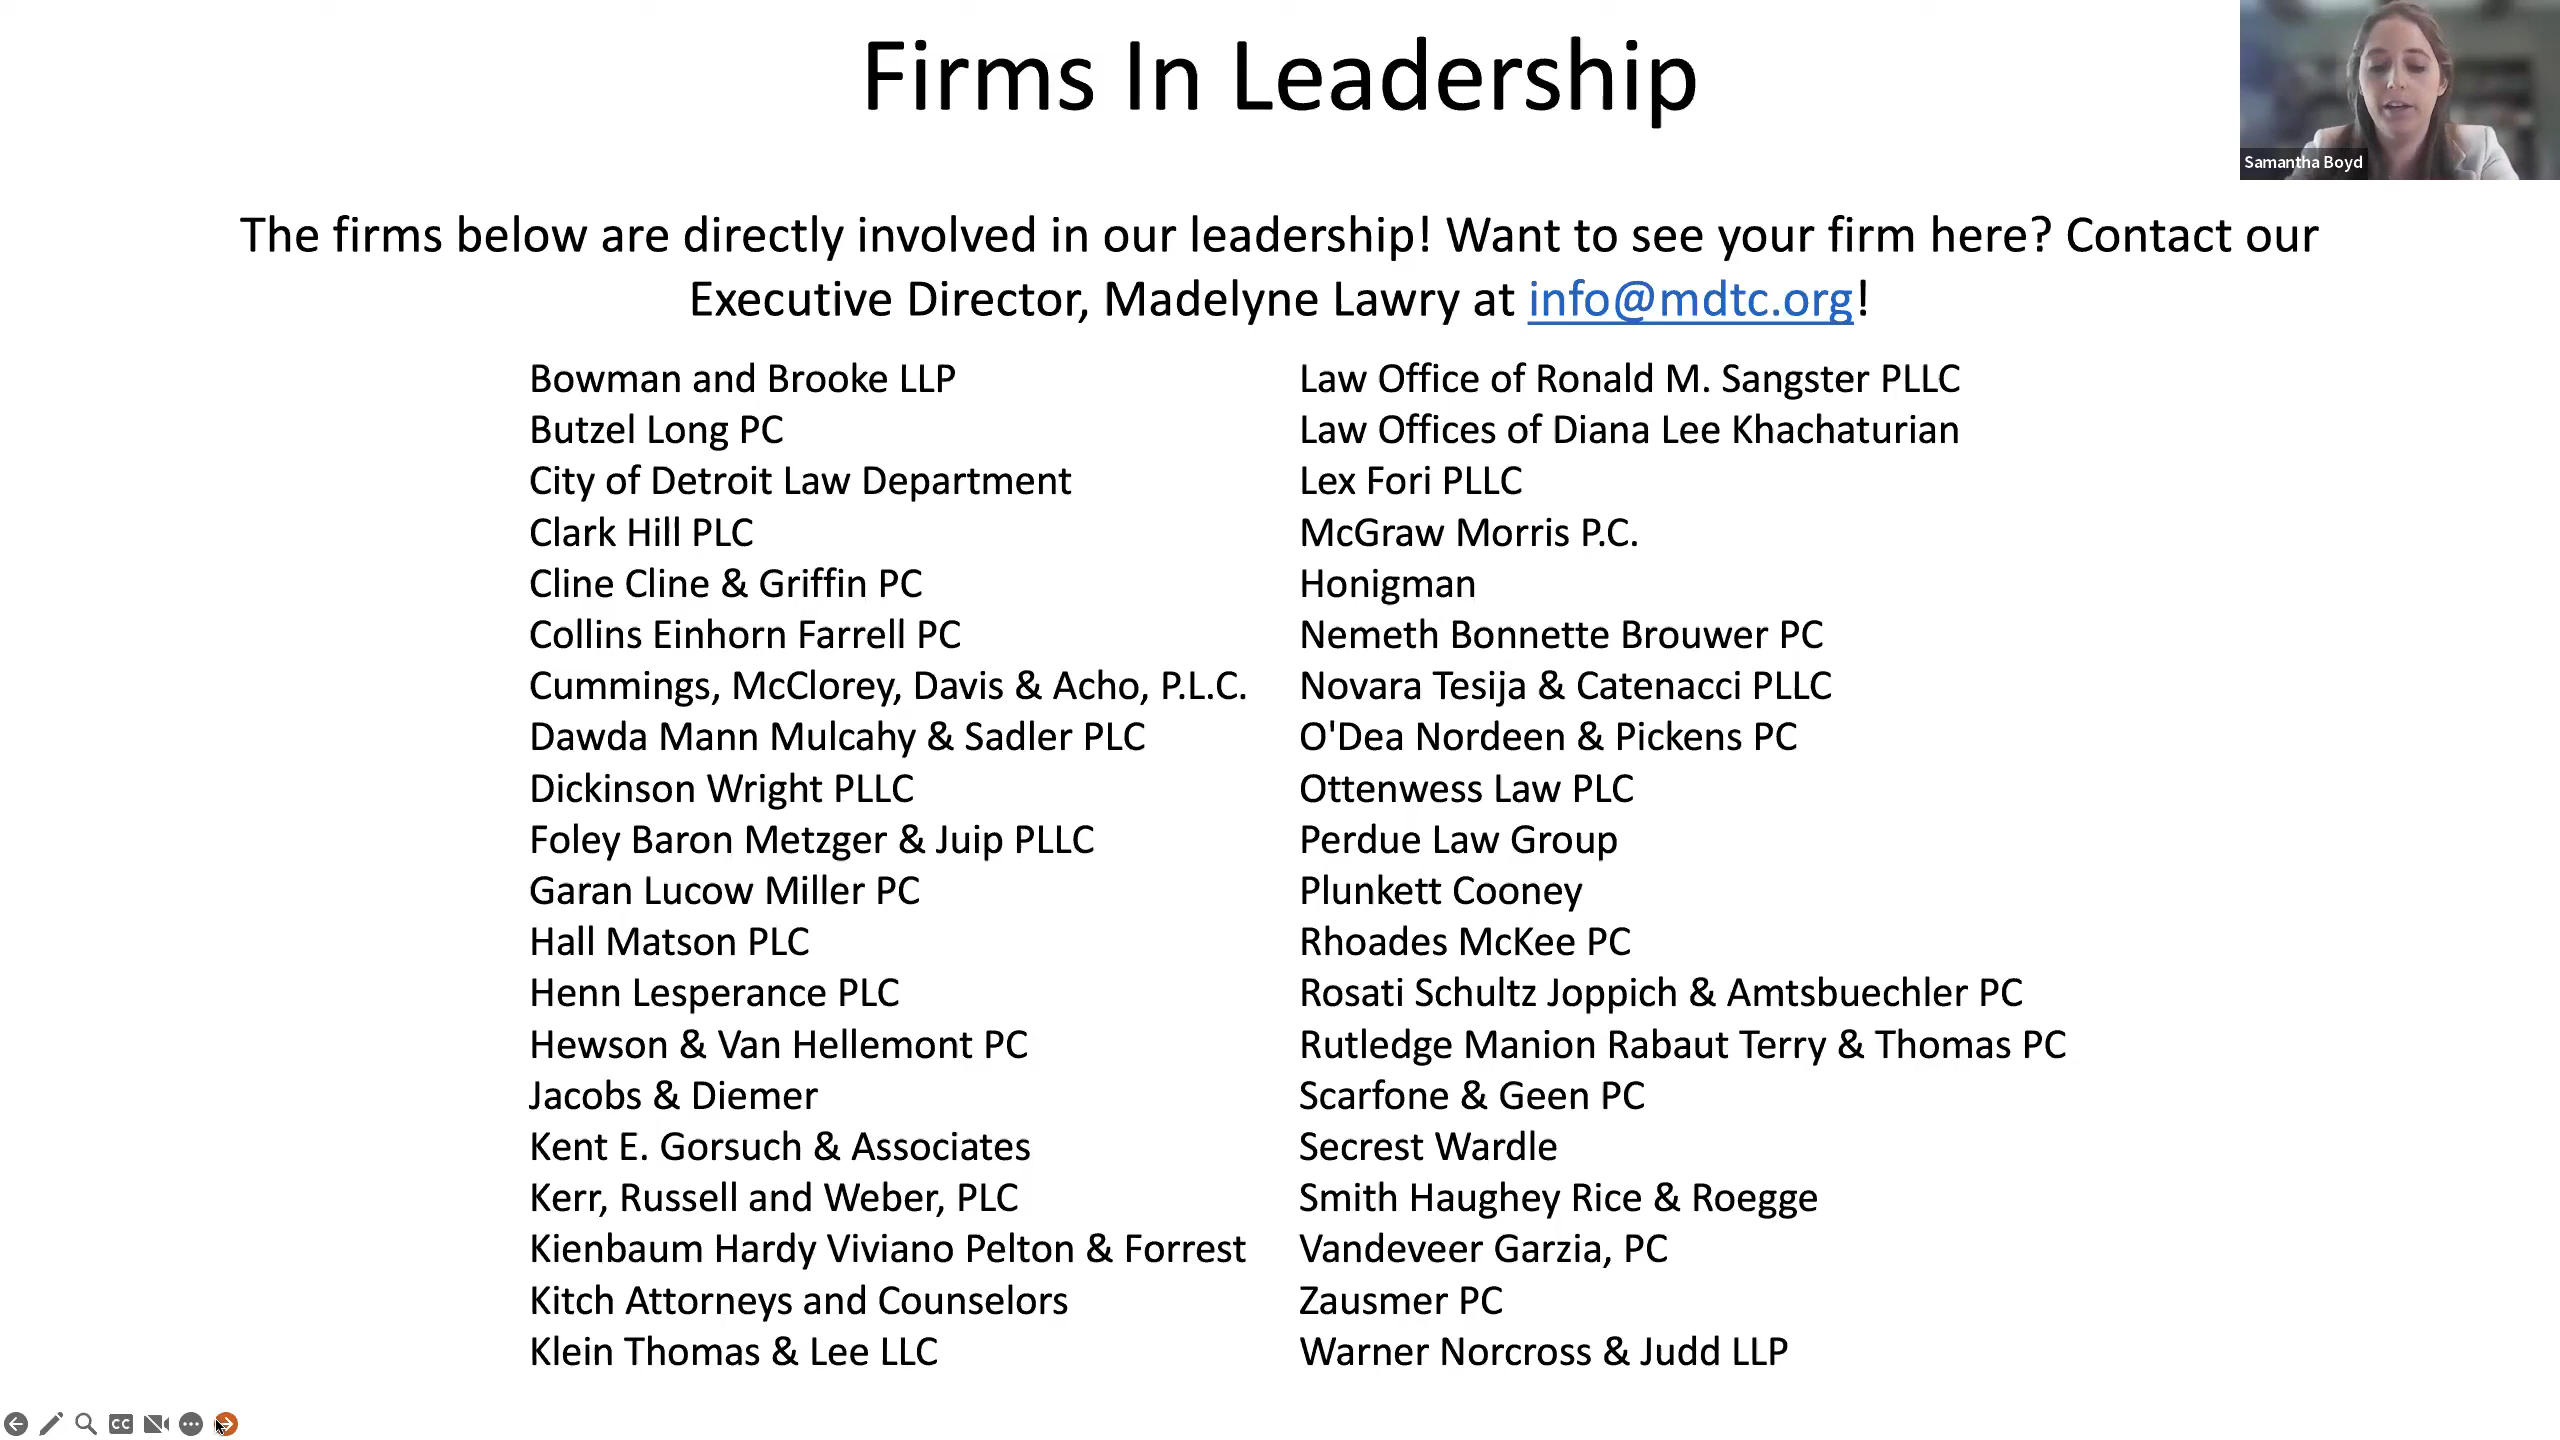 Firms In Leadership
Samantha Boyd
The firms below are directly involved in our leadership! Want to see your firm here? Contact our
Executive Director, Madelyne Lawry at info@mdtc.org!
Bowman and Brooke LLP
Butzel Long PC
City of Detroit Law Department
Clark Hill PLC
Cline Cline & Griffin PC
Collins Einhorn Farrell PC
Cummings, McClorey, Davis & Acho, P.L.C.
Dawda Mann Mulcahy & Sadler PLC
Dickinson Wright PLLC
Foley Baron Metzger & Juip PLLC
Garan Lucow Miller PC
Hall Matson PLC
Henn Lesperance PLC
Hewson & Van Hellemont PC
Jacobs & Diemer
Kent E. Gorsuch & Associates
Kerr, Russell and Weber, PLC
Kienbaum Hardy Viviano Pelton & Forrest
Kitch Attorneys and Counselors
Klein Thomas & Lee LLC
Law Office of Ronald M. Sangster PLLC
Law Offices of Diana Lee Khachaturian
Lex Fori PLLC
McGraw Morris P.C.
Honigman
Nemeth Bonnette Brouwer PC
Novara Tesija & Catenacci PLLC
O'Dea Nordeen & Pickens PC
Ottenwess Law PLC
Perdue Law Group
Plunkett Cooney
Rhoades McKee PC
Rosati Schultz Joppich & Amtsbuechler PC
Rutledge Manion Rabaut Terry & Thomas PC
Scarfone & Geen PC
Secrest Wardle
Smith Haughey Rice & Roegge
Vandeveer Garzia, PC
Zausmer PC
Warner Norcross & Judd LLP
CC